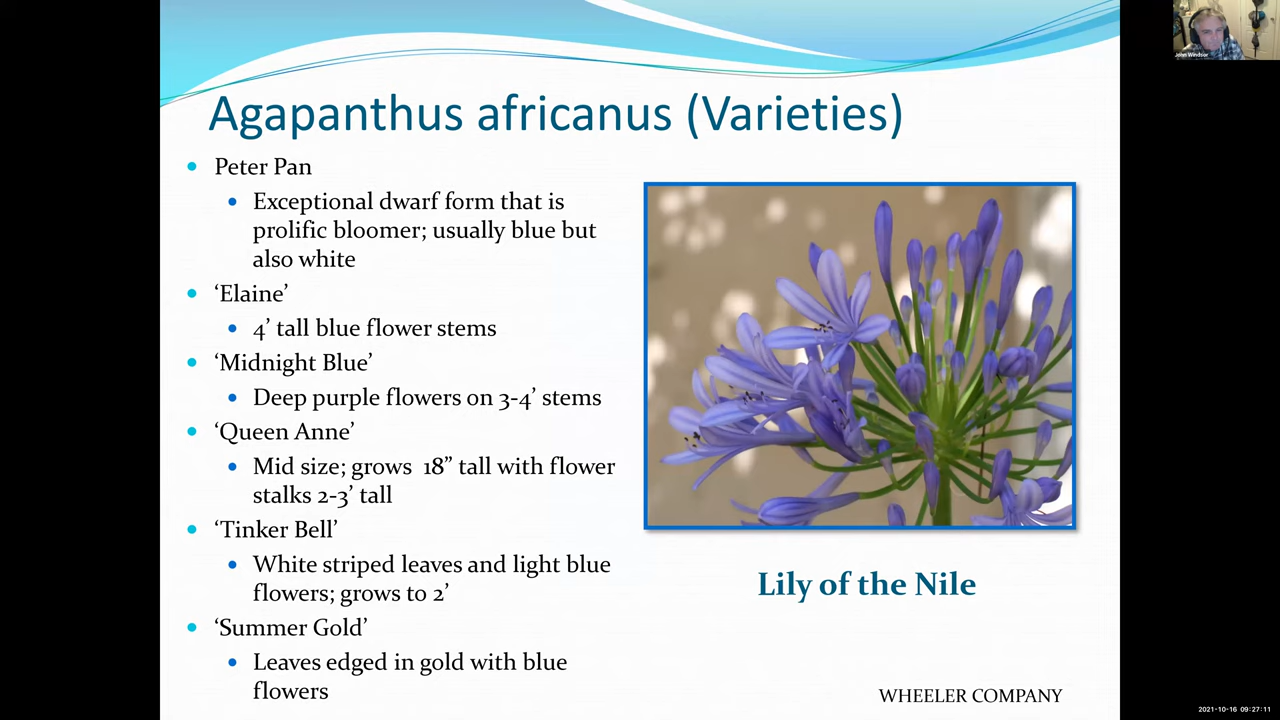 Agapanthus africanus (Varieties)
• Peter Pan
• Exceptional dwarf form that is
prolific bloomer; usually blue but
also white
• ‘Elaine’
• 4’ tall blue flower stems
• ‘Midnight Blue’
• Deep purple flowers on 3-4’ stems
• ‘Queen Anne’
• Mid size; grows 18” tall with flower
stalks 2-3’ tall
• ‘Tinker Bell’
• White striped leaves and light blue
flowers; grows to 2’
• ‘Summer Gold’
• Leaves edged in gold with blue
flowers
Lily of the Nile
WHEELER COMPANY
John Windsor
2021-10-16 09:27:11